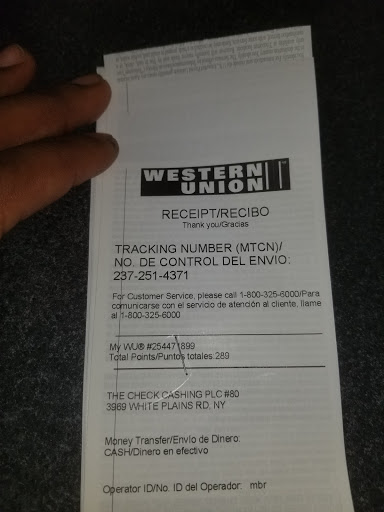 WESTERN
UNION
RECEIPT/RECIBO
Thank you/Gracias
TRACKING NUMBER (MTCN)/
NO. DE CONTROL DEL ENVIO:
237-251-4371
For Customer Service, please call 1-800-325-6000/Para
comunicarse con el servicio de atención al cliente, llame
al 1-800-325-6000
My WU® #254471899
Total Points/Puntos totales:289
THE CHECK CASHING PLC #80
3969 WHITE PLAINS RD, NY
Money Transfer/Envío de Dinero:
CASH/Dinero en efectivo
Operator ID/No. ID del Operador: mbr